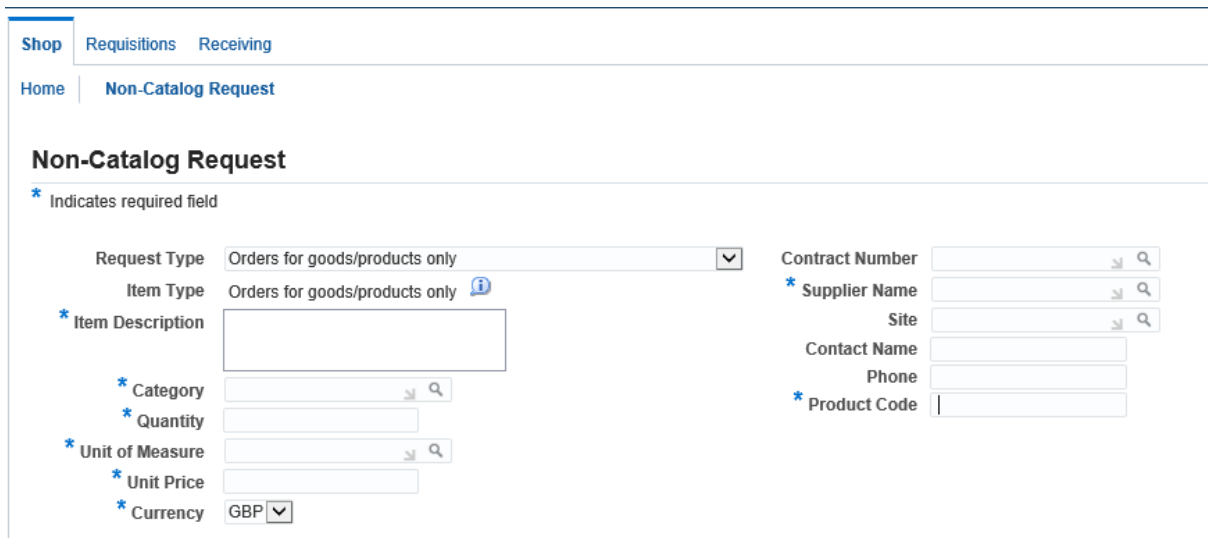 Shop Requisitions Receiving
Home Non-Catalog Request
Non-Catalog Request
* Indicates required field
Request Type Orders for goods/products only
Item Type Orders for goods/products only
* Item Description
* Category
* Quantity
* Unit of Measure
* Unit Price
* Currency GBP
Contract Number
* Supplier Name
Site
Contact Name
Phone
* Product Code